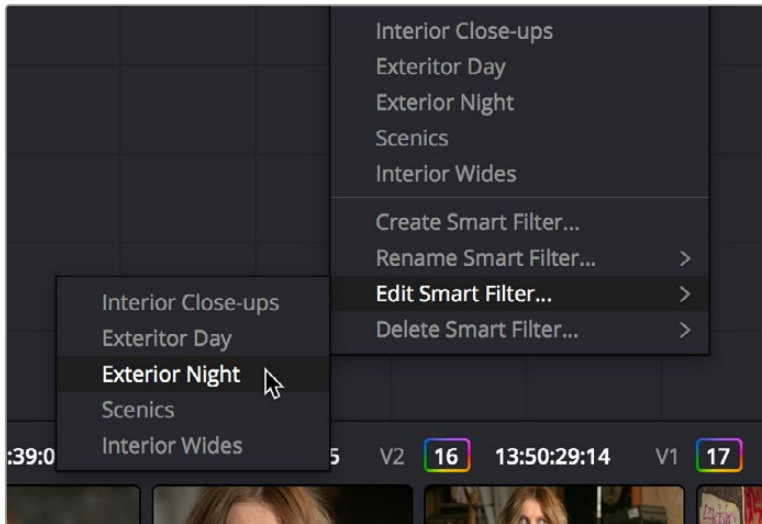 Interior Close-ups
Exteritor Day
Exterior Night
Scenics
Interior Wides
Create Smart Filter...
Rename Smart Filter... >
Edit Smart Filter... >
Delete Smart Filter... >
Interior Close-ups
Exteritor Day
Exterior Night
Scenics
Interior Wides
:39:0 5 V2 16 13:50:29:14 V1 17